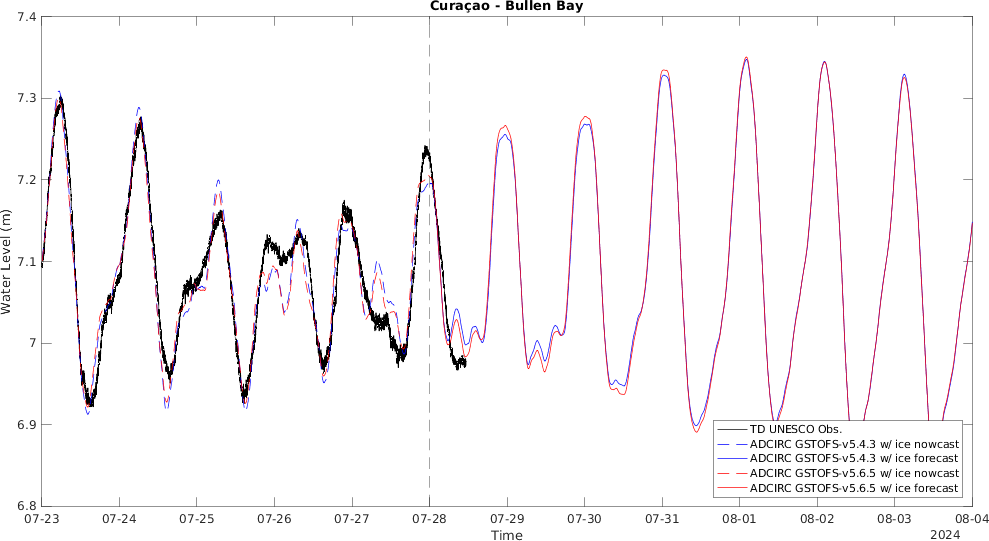 Curaçao - Bullen Bay
7.4
7.3
7.2
7.1
7
6.9
6.8
Water Level (m)
TD UNESCO Obs.
ADCIRC GSTOFS-v5.4.3 w/ ice nowcast
ADCIRC GSTOFS-v5.4.3 w/ ice forecast
ADCIRC GSTOFS-v5.6.5 w/ ice nowcast
ADCIRC GSTOFS-v5.6.5 w/ ice forecast
07-23 07-24 07-25 07-26 07-27 07-28 07-29 07-30 07-31 08-01 08-02 08-03 08-04
Time
2024